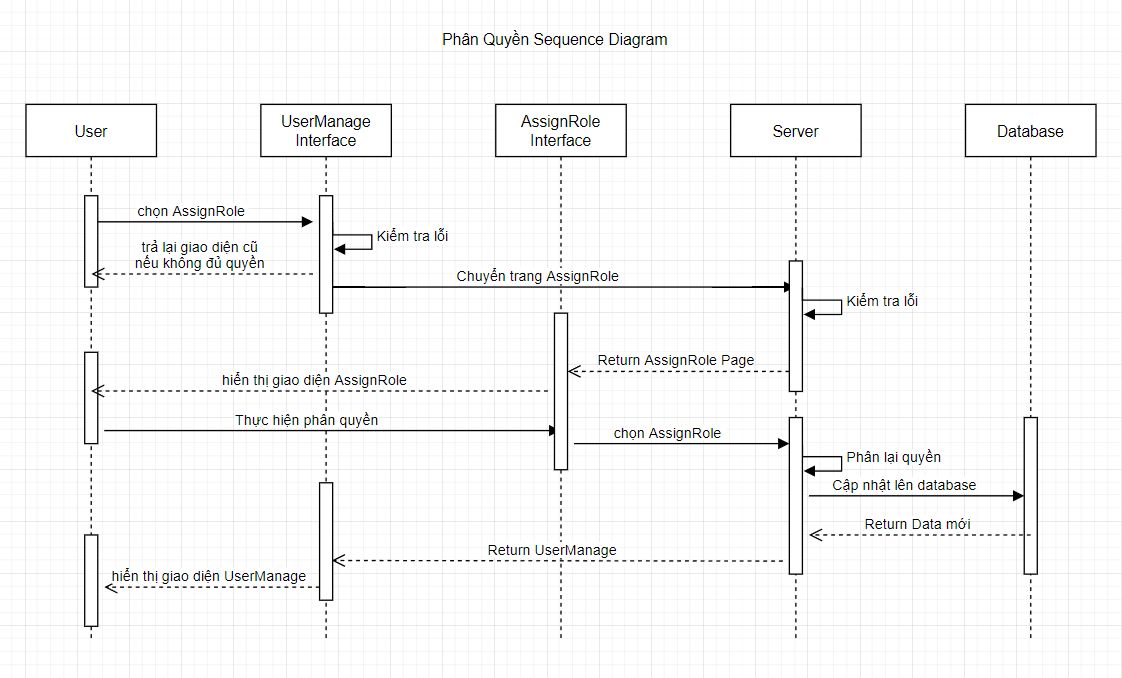 Phân Quyền Sequence Diagram
User
UserManage
Interface
AssignRole
Interface
Server
Database
chọn AssignRole
Kiểm tra lỗi
trả lại giao diện cũ
nếu không đủ quyền
Chuyển trang AssignRole
Kiểm tra lỗi
Return AssignRole Page
hiển thị giao diện AssignRole
Thực hiện phân quyền
chọn AssignRole
Phân lại quyền
Cập nhật lên database
Return Data mới
Return UserManage
hiển thị giao diện UserManage